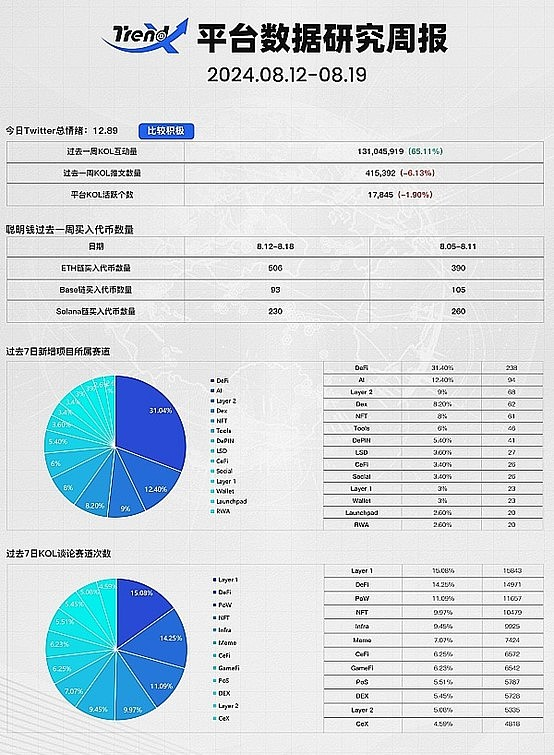 TrendX 平台数据研究周报
2024.08.12-08.19
今日Twitter总情绪：12.89 比较积极
过去一周KOL互动量 131,045,919 (65.11%)
过去一周KOL推文数量 415,392 (-6.13%)
平台KOL活跃个数 17,845 (-1.90%)
聪明钱过去一周买入代币数量
日期 8.12-8.18 8.05-8.11
ETH链买入代币数量 506 390
Base链买入代币数量 93 105
Solana链买入代币数量 230 260
过去7日新增项目所属赛道
31.04%
12.40%
9%
8.20%
8%
6%
5.40%
3.60%
3.4%
3.4%
3%
3%
DeFi
AI
Layer 2
Dex
NFT
Tools
DePIN
LSD
CeFi
Social
Layer 1
Wallet
Launchpad
RWA
DeFi 31.40% 238
AI 12.40% 94
Layer 2 9% 68
Dex 8.20% 62
NFT 8% 61
Tools 6% 46
DePIN 5.40% 41
LSD 3.60% 27
CeFi 3.40% 26
Social 3.40% 26
Layer 1 3% 23
Wallet 3% 23
Launchpad 2.60% 20
RWA 2.60% 20
过去7日KOL谈论赛道次数
15.08%
14.25%
11.09%
9.97%
9.45%
7.07%
6.25%
6.23%
5.51%
5.45%
5.08%
4.59%
Layer 1
DeFi
PoW
NFT
Infra
Meme
CeFi
GameFi
PoS
DEX
Layer 2
CeX
Layer 1 15.08% 15843
DeFi 14.25% 14971
PoW 11.09% 11657
NFT 9.97% 10479
Infra 9.45% 9925
Meme 7.07% 7424
CeFi 6.25% 6572
GameFi 6.23% 6542
PoS 5.51% 5787
DEX 5.45% 5728
Layer 2 5.08% 5335
CeX 4.59% 4818